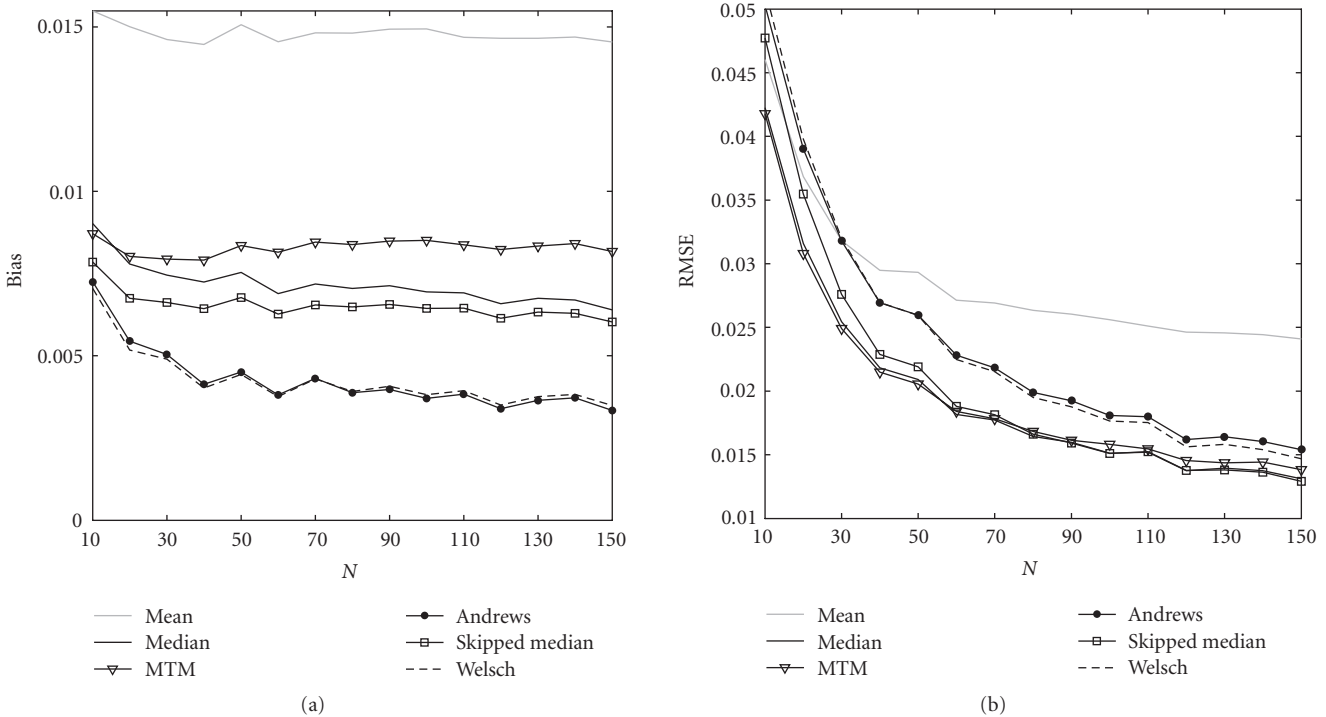 0.015
0.015
0.005
0
Bias
10 30 50 70 90 110 130 150
N
Mean
Median
MTM
Andrews
Skipped median
Welsch
(a)
0.05
0.045
0.04
0.035
0.03
0.025
0.02
0.015
0.01
RMSE
10 30 50 70 90 110 130 150
N
Mean
Median
MTM
Andrews
Skipped median
Welsch
(b)